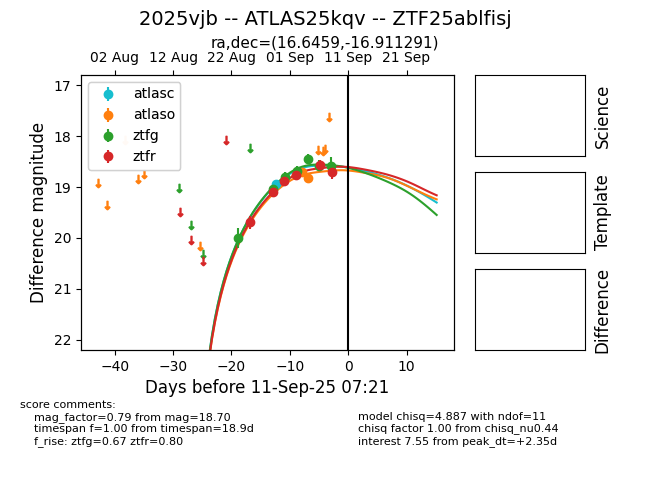 2025vjb -- ATLAS25kqv -- ZTF25ablfisj
ra,dec=(16.6459,-16.911291)
02 Aug 12 Aug 22 Aug 01 Sep 11 Sep 21 Sep
17
18
19
20
21
22
Difference magnitude
atlasc
atlaso
ztfg
ztfr
−40 −30 −20 −10 0 10
Days before 11-Sep-25 07:21
Science
Template
Difference
score comments:
mag_factor=0.79 from mag=18.70
timespan f=1.00 from timespan=18.9d
f_rise: ztfg=0.67 ztfr=0.80
model chisq=4.887 with ndof=11
chisq factor 1.00 from chisq_nu0.44
interest 7.55 from peak_dt=+2.35d